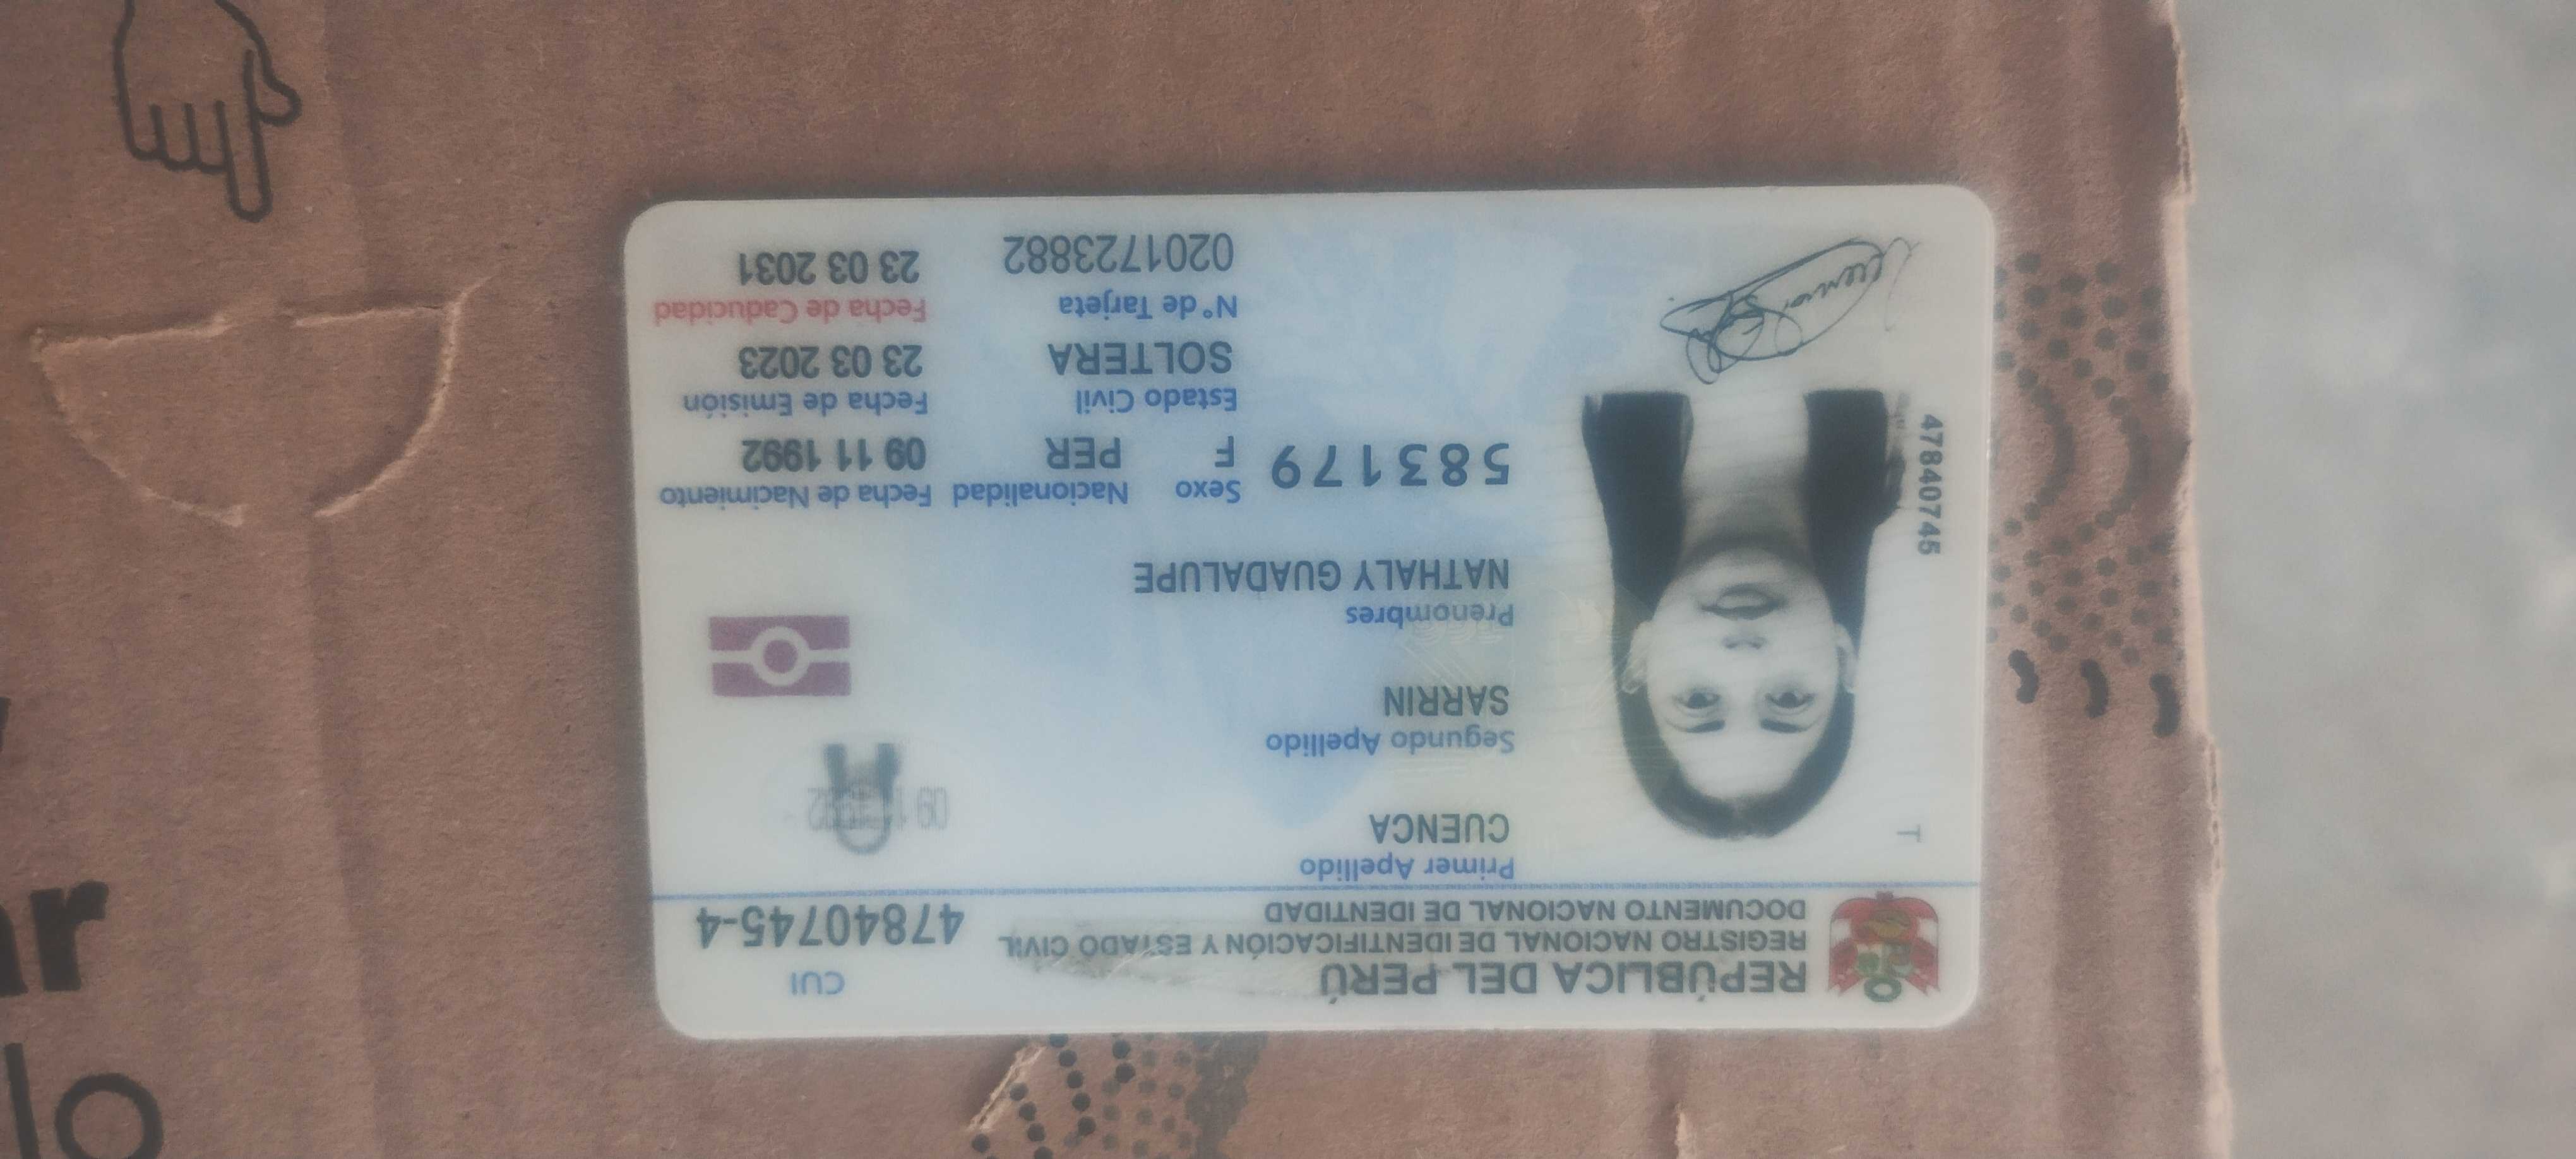 REPÚBLICA DEL PERÚ
REGISTRO NACIONAL DE IDENTIFICACIÓN Y ESTADO CIVIL
DOCUMENTO NACIONAL DE IDENTIDAD
CUI
47840745-4
Primer Apellido
CUENCA
Segundo Apellido
SARRIN
Prenombres
NATHALY GUADALUPE
T
47840745
583179
Sexo Nacionalidad Fecha de Nacimiento
F PER 09 11 1992
Estado Civil Fecha de Emisión
SOLTERA 23 03 2023
N° de Tarjeta Fecha de Caducidad
0201723882 23 03 2031
lo